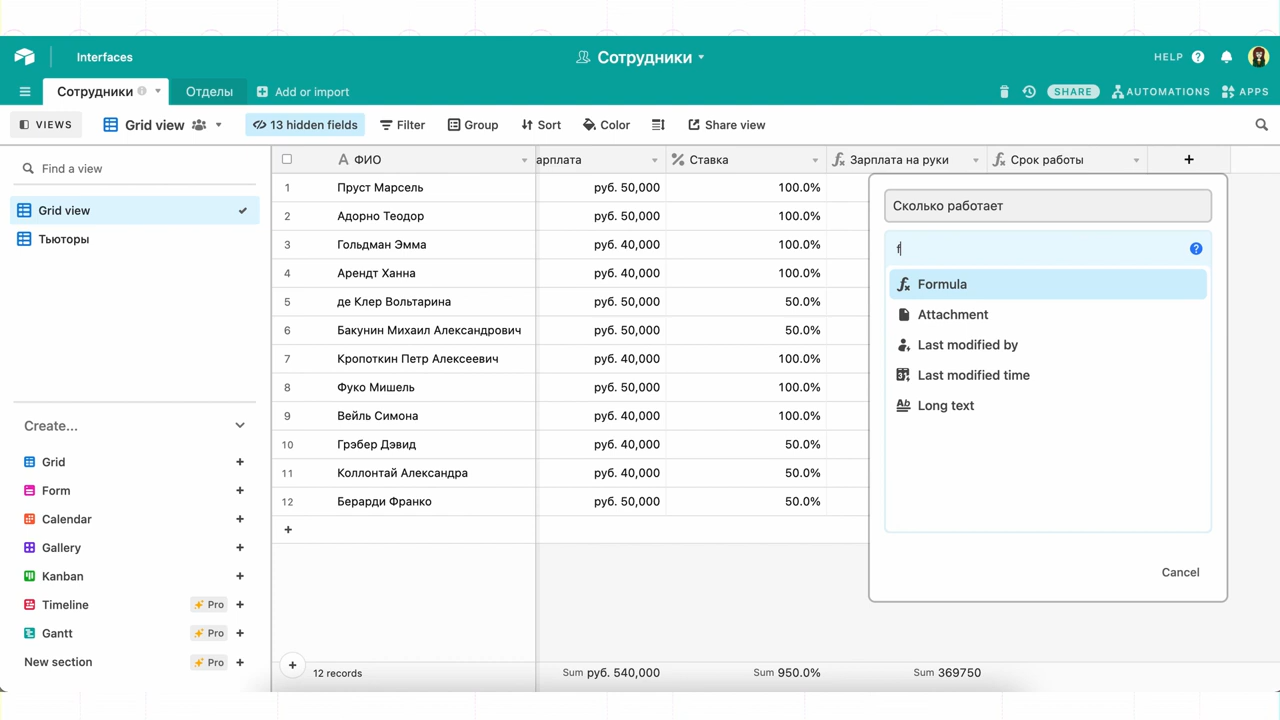 Interfaces
Сотрудники
HELP
Сотрудники
Отделы
Add or import
SHARE
AUTOMATIONS
APPS
VIEWS
Grid view
13 hidden fields
Filter
Group
Sort
Color
Share view
Find a view
Grid view
Тьюторы
Create...
Grid
Form
Calendar
Gallery
Kanban
Timeline Pro
Gantt Pro
New section Pro
ФИО арплата Ставка Зарплата на руки Срок работы
1 Пруст Марсель руб. 50,000 100.0%
2 Адорно Теодор руб. 50,000 100.0%
3 Гольдман Эмма руб. 40,000 100.0%
4 Арендт Ханна руб. 40,000 100.0%
5 де Клер Вольтарина руб. 50,000 50.0%
6 Бакунин Михаил Александрович руб. 50,000 50.0%
7 Кропоткин Петр Алексеевич руб. 40,000 100.0%
8 Фуко Мишель руб. 50,000 100.0%
9 Вейль Симона руб. 40,000 100.0%
10 Грэбер Дэвид руб. 40,000 50.0%
11 Коллонтай Александра руб. 40,000 50.0%
12 Берарди Франко руб. 50,000 50.0%
12 records Sum руб. 540,000 Sum 950.0% Sum 369750
Сколько работает
f
Formula
Attachment
Last modified by
Last modified time
Long text
Cancel